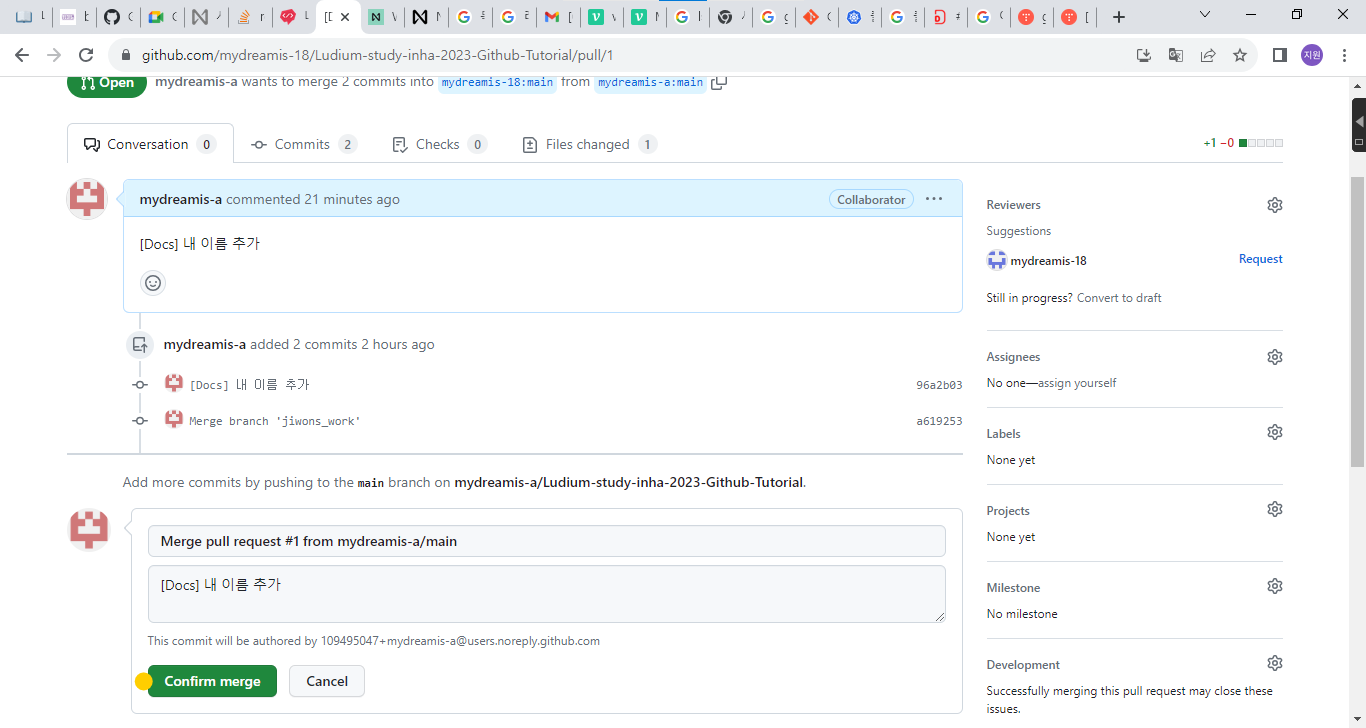 github.com/mydreamis-18/Ludium-study-inha-2023-Github-Tutorial/pull/1
지원
Open
mydreamis-a wants to merge 2 commits into mydreamis-18:main from mydreamis-a:main
Conversation 0
Commits 2
Checks 0
Files changed 1
+1 −0
mydreamis-a commented 21 minutes ago
Collaborator
[Docs] 내 이름 추가
mydreamis-a added 2 commits 2 hours ago
[Docs] 내 이름 추가
96a2b03
Merge branch 'jiwons_work'
a619253
Add more commits by pushing to the main branch on mydreamis-a/Ludium-study-inha-2023-Github-Tutorial.
Merge pull request #1 from mydreamis-a/main
[Docs] 내 이름 추가
This commit will be authored by 109495047+mydreamis-a@users.noreply.github.com
Confirm merge
Cancel
Reviewers
Suggestions
mydreamis-18
Request
Still in progress? Convert to draft
Assignees
No one—assign yourself
Labels
None yet
Projects
None yet
Milestone
No milestone
Development
Successfully merging this pull request may close these
issues.